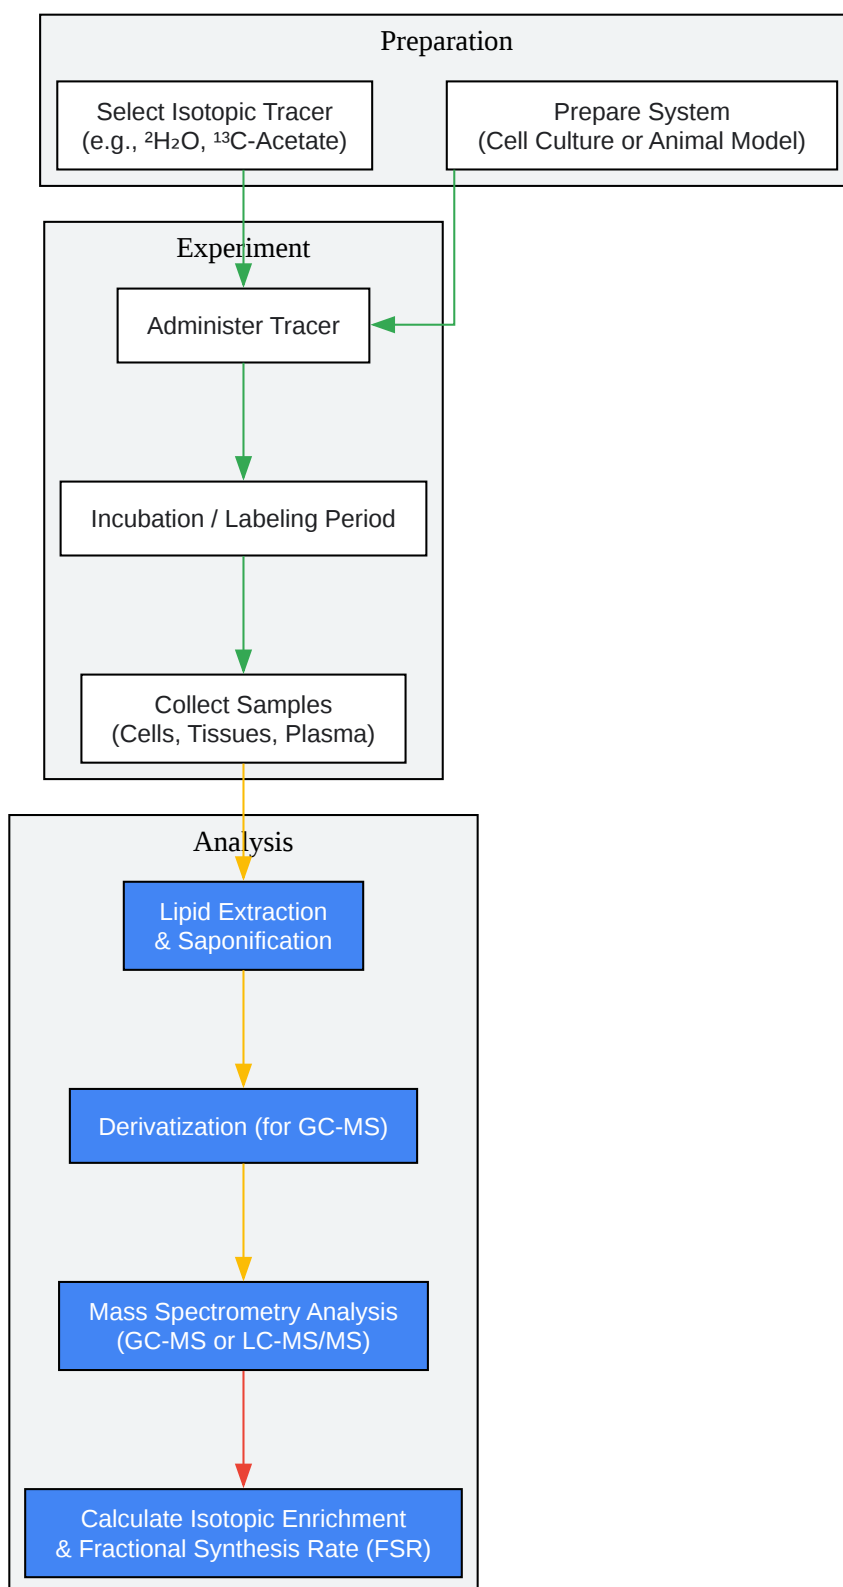 Preparation
Select Isotopic Tracer
(e.g., ²H₂O, ¹³C-Acetate)
Prepare System
(Cell Culture or Animal Model)
Experiment
Administer Tracer
Incubation / Labeling Period
Collect Samples
(Cells, Tissues, Plasma)
Analysis
Lipid Extraction
& Saponification
Derivatization (for GC-MS)
Mass Spectrometry Analysis
(GC-MS or LC-MS/MS)
Calculate Isotopic Enrichment
& Fractional Synthesis Rate (FSR)